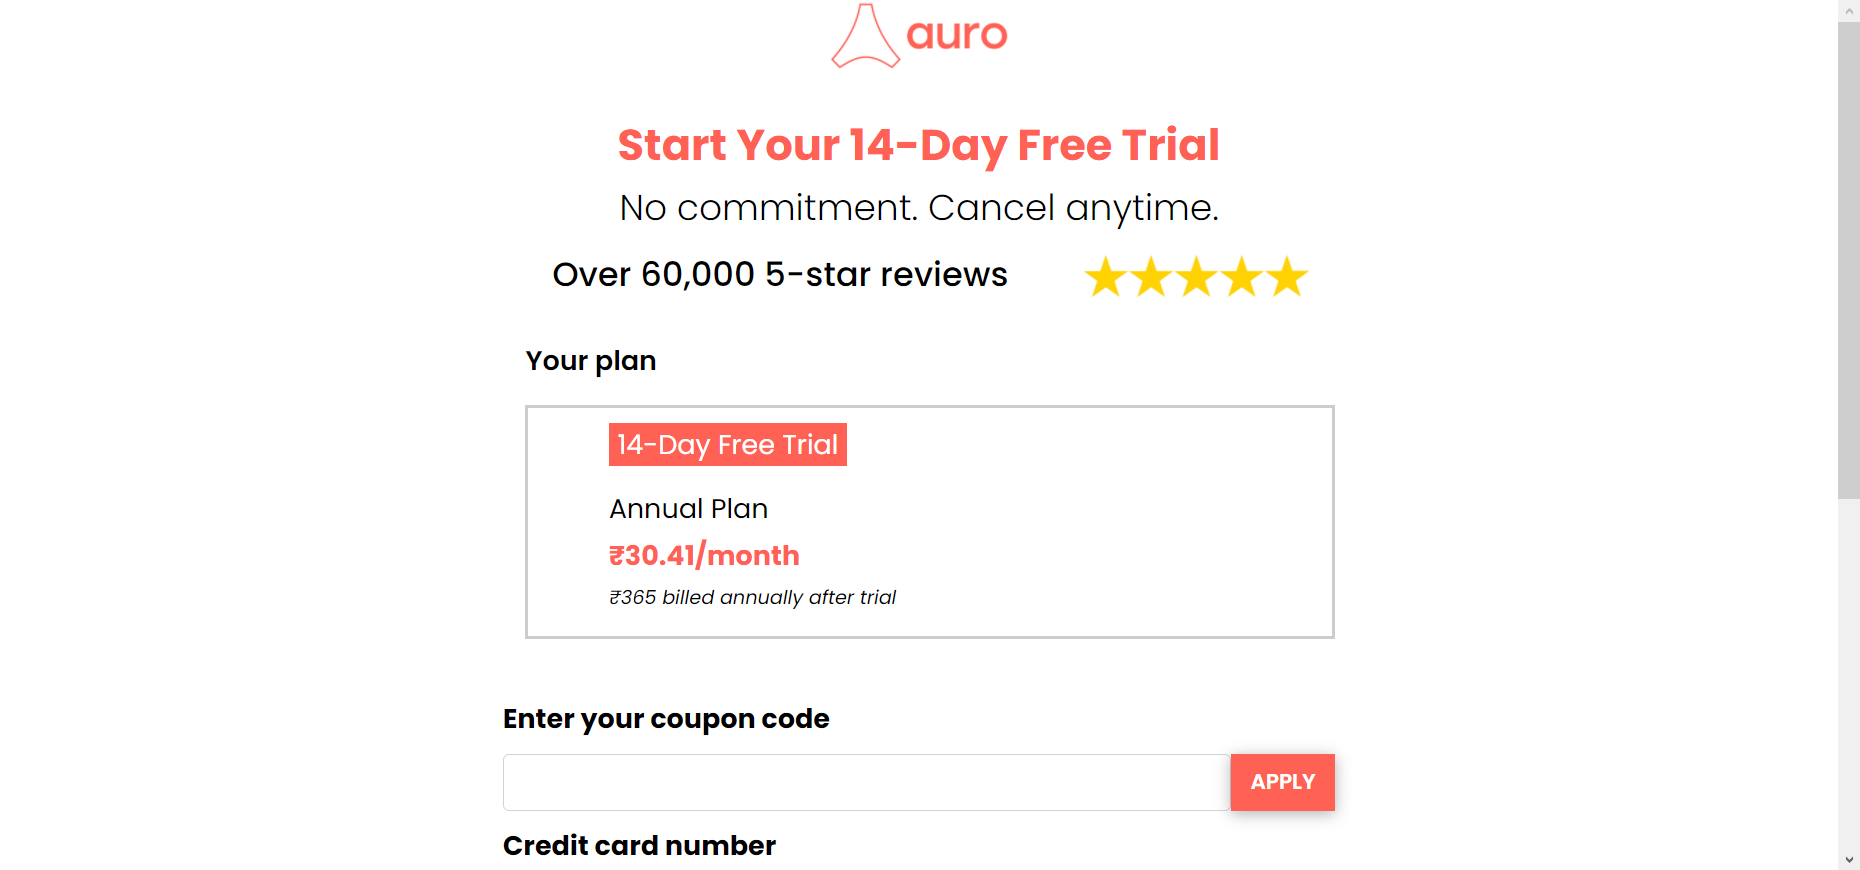 auro
Start Your 14-Day Free Trial
No commitment. Cancel anytime.
Over 60,000 5-star reviews
Your plan
14-Day Free Trial
Annual Plan
₹30.41/month
₹365 billed annually after trial
Enter your coupon code
APPLY
Credit card number